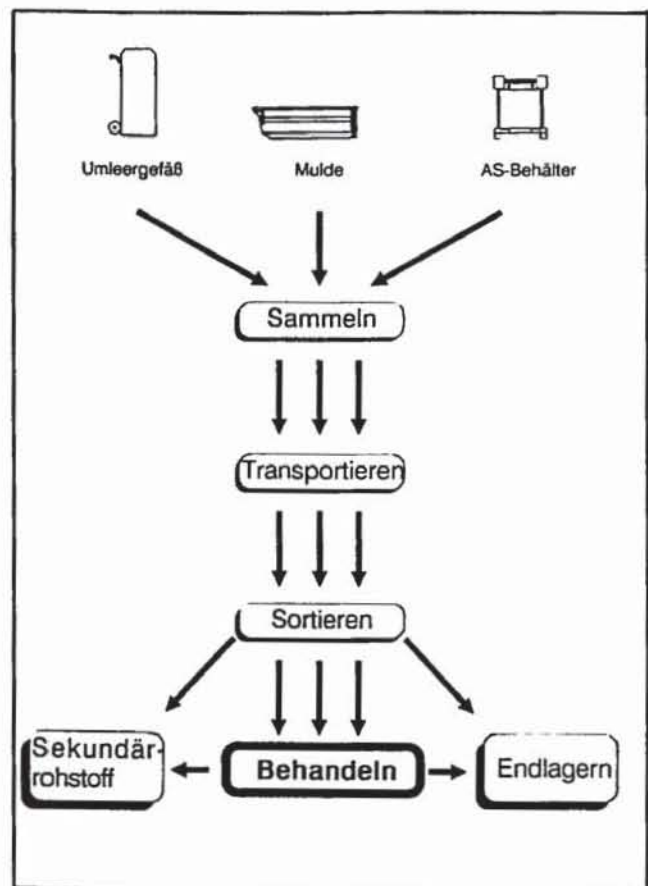 Umleergefäß
Mulde
AS-Behälter
Sammeln
Transportieren
Sortieren
Sekundär-
rohstoff
Behandeln
Endlagern